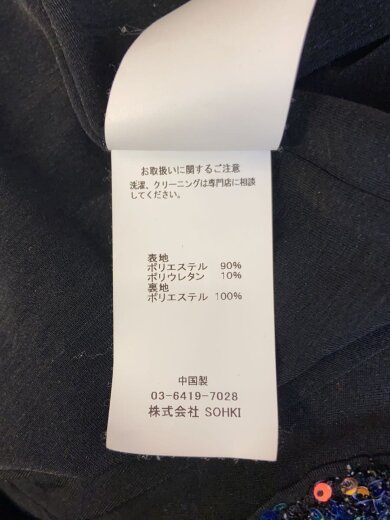 お取扱いに関するご注意
洗濯、クリーニングは専門店に相談
してください。
表地
ポリエステル 90%
ポリウレタン 10%
裏地
ポリエステル 100%
中国製
03-6419-7028
株式会社 SOHKI